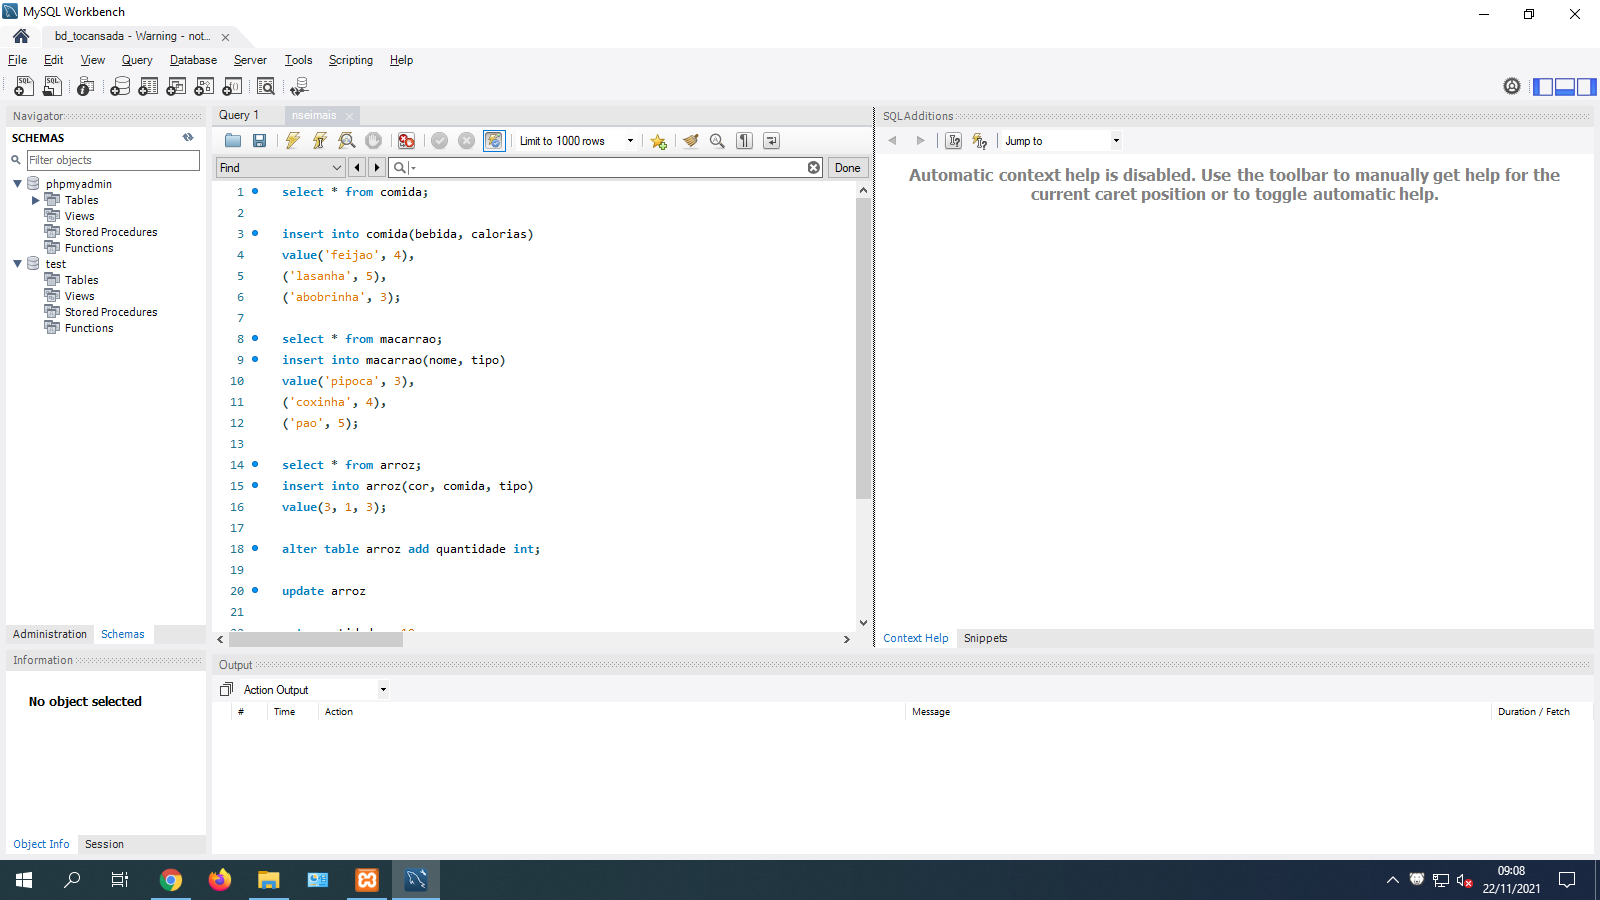 MySQL Workbench
bd_tocansada - Warning - not...
File Edit View Query Database Server Tools Scripting Help
Navigator
SCHEMAS
Filter objects
phpmyadmin
Tables
Views
Stored Procedures
Functions
test
Tables
Views
Stored Procedures
Functions
Administration Schemas
Information
No object selected
Object Info Session
Query 1 nseimais
Limit to 1000 rows
Find Done
1 select * from comida;
2
3 insert into comida(bebida, calorias)
4 value('feijao', 4),
5 ('lasanha', 5),
6 ('abobrinha', 3);
7
8 select * from macarrao;
9 insert into macarrao(nome, tipo)
10 value('pipoca', 3),
11 ('coxinha', 4),
12 ('pao', 5);
13
14 select * from arroz;
15 insert into arroz(cor, comida, tipo)
16 value(3, 1, 3);
17
18 alter table arroz add quantidade int;
19
20 update arroz
21
SQLAdditions
Jump to
Automatic context help is disabled. Use the toolbar to manually get help for the
current caret position or to toggle automatic help.
Context Help Snippets
Output
Action Output
# Time Action Message Duration / Fetch
09:08
22/11/2021